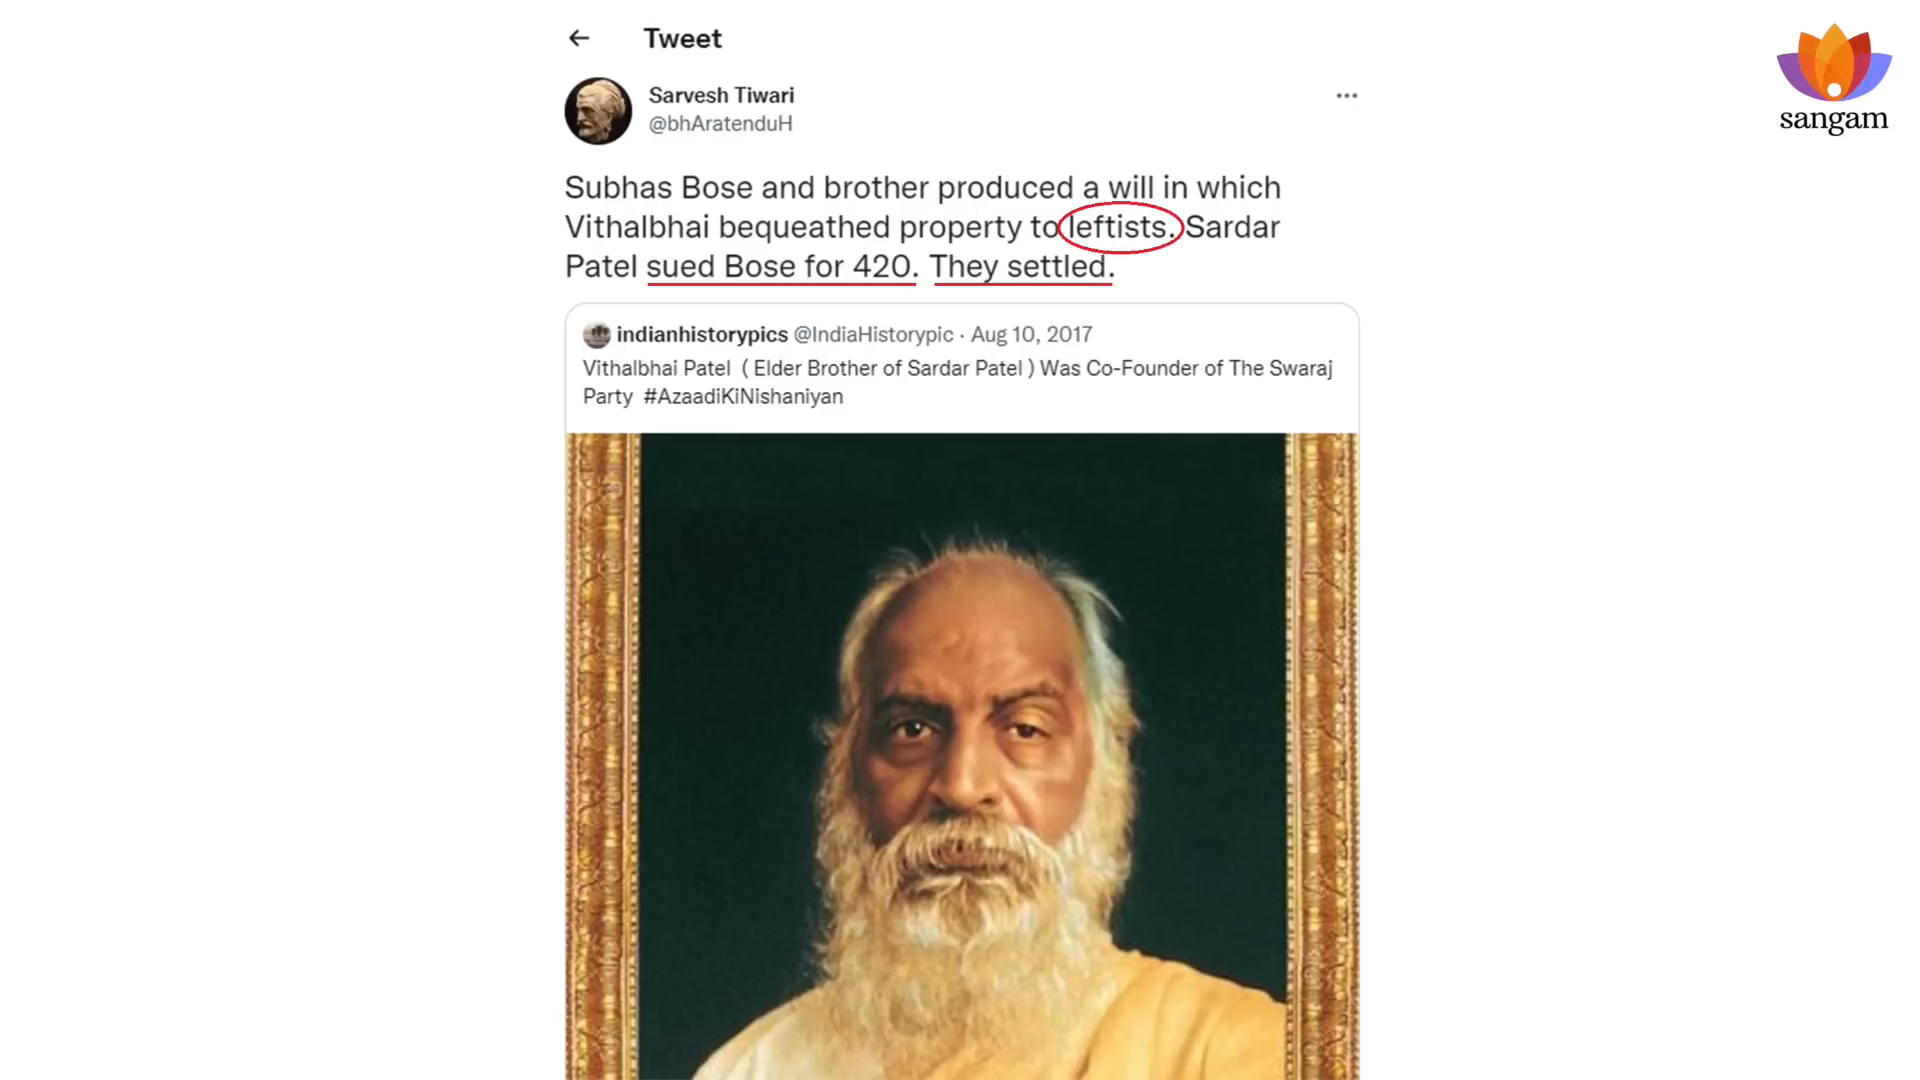 Tweet
Sarvesh Tiwari
@bhAratenduH
Subhas Bose and brother produced a will in which
Vithalbhai bequeathed property to leftists. Sardar
Patel sued Bose for 420. They settled.
indianhistorypics @IndiaHistorypic · Aug 10, 2017
Vithalbhai Patel ( Elder Brother of Sardar Patel ) Was Co-Founder of The Swaraj
Party #AzaadiKiNishaniyan
sangam